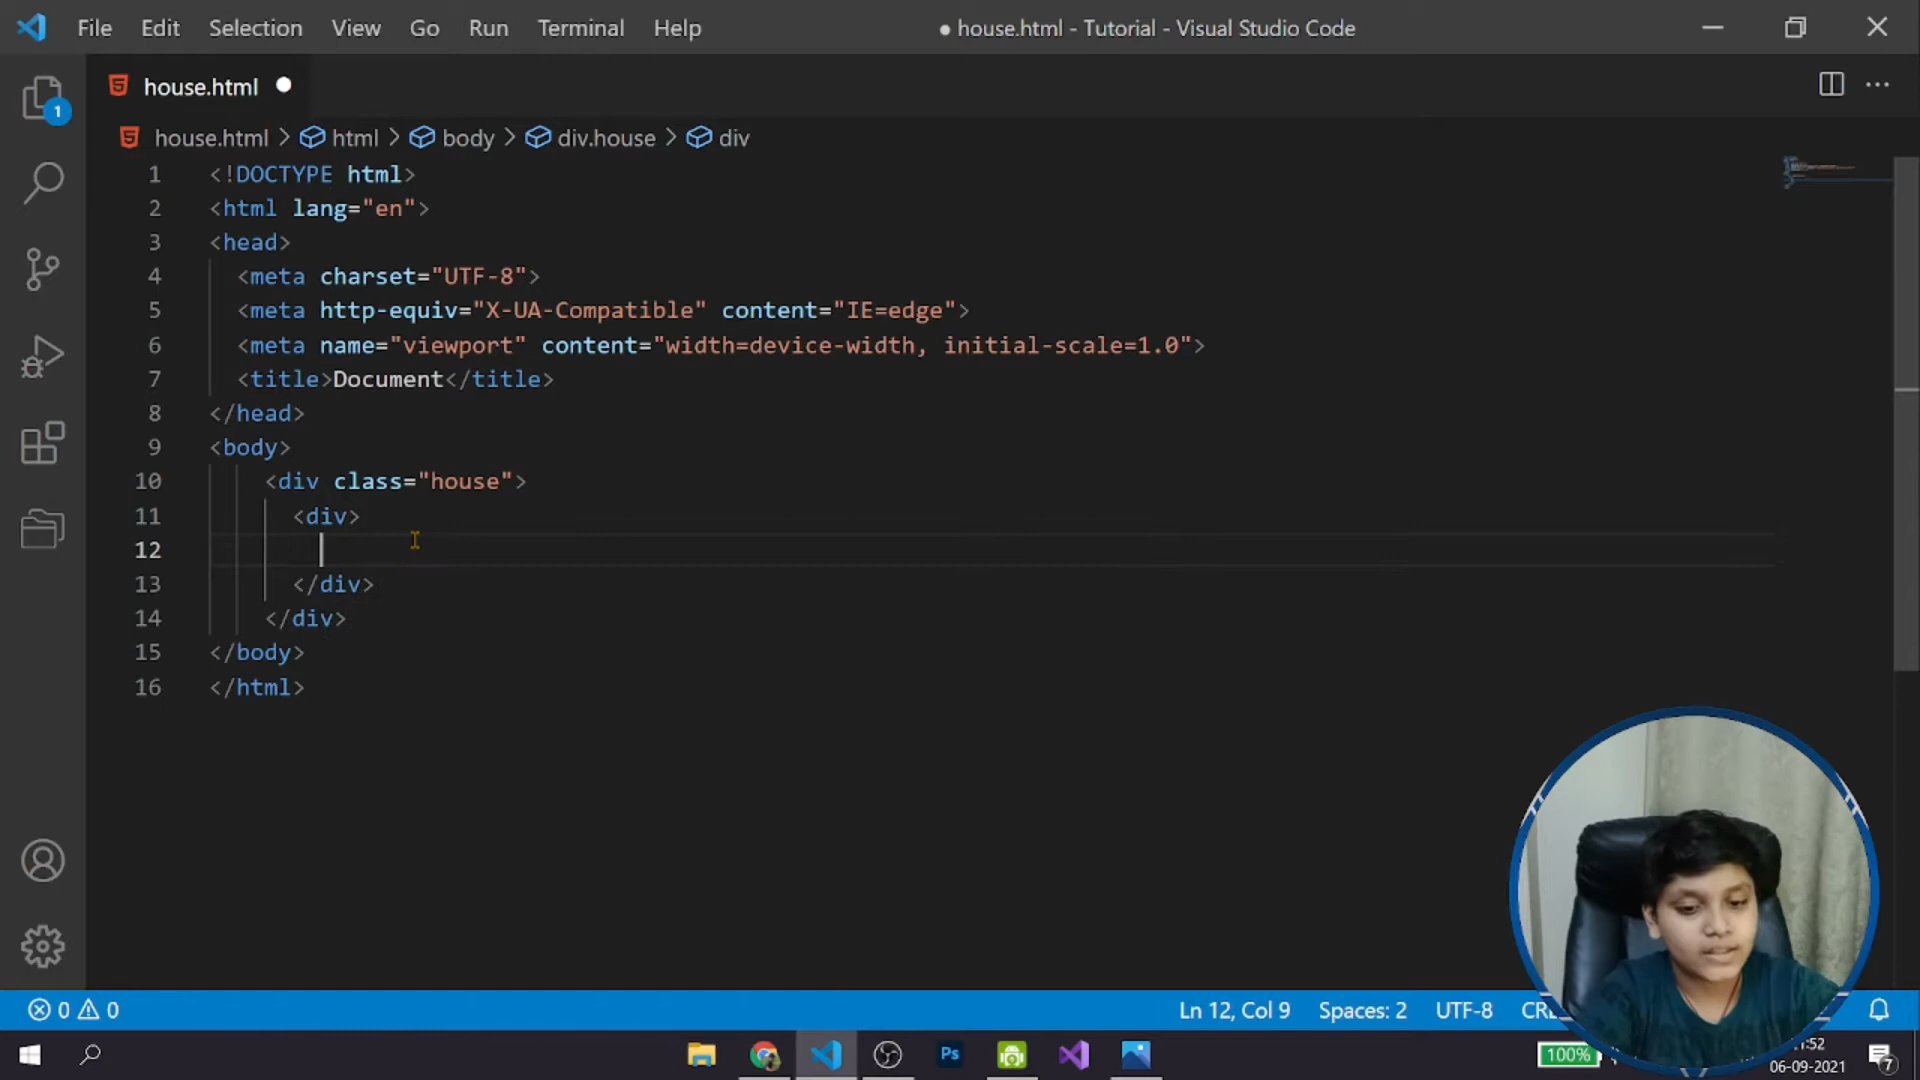 File Edit Selection View Go Run Terminal Help ● house.html - Tutorial - Visual Studio Code
house.html
1
house.html > html > body > div.house > div
1 <!DOCTYPE html>
2 <html lang="en">
3 <head>
4 <meta charset="UTF-8">
5 <meta http-equiv="X-UA-Compatible" content="IE=edge">
6 <meta name="viewport" content="width=device-width, initial-scale=1.0">
7 <title>Document</title>
8 </head>
9 <body>
10 <div class="house">
11 <div>
12
13 </div>
14 </div>
15 </body>
16 </html>
0 0 Ln 12, Col 9 Spaces: 2 UTF-8
Ps 100% 7
06-09-2021